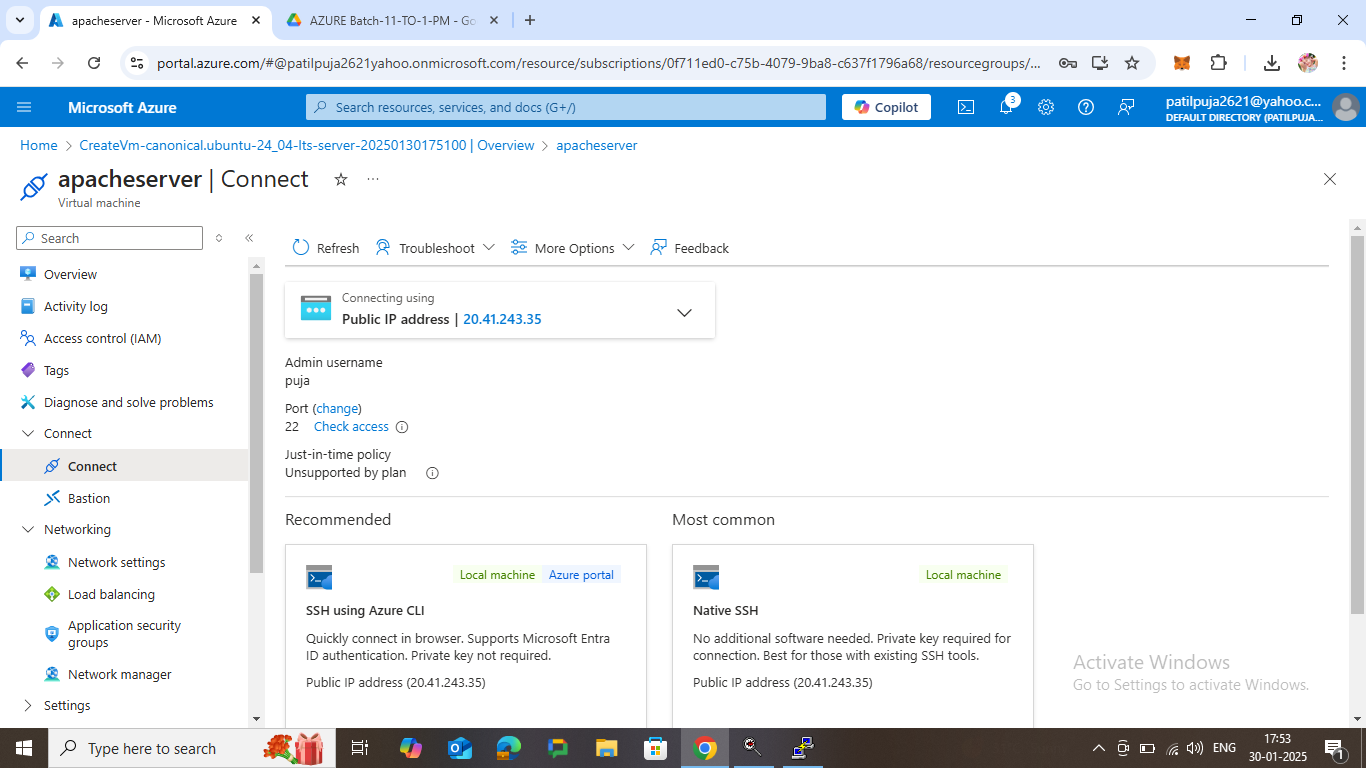 apacheserver - Microsoft Azure
AZURE Batch-11-TO-1-PM - Go
portal.azure.com/#@patilpuja2621yahoo.onmicrosoft.com/resource/subscriptions/0f711ed0-c75b-4079-9ba8-c637f1796a68/resourcegroups/...
Microsoft Azure
Search resources, services, and docs (G+/)
Copilot
3
patilpuja2621@yahoo.c...
DEFAULT DIRECTORY (PATILPUJA...
Home > CreateVm-canonical.ubuntu-24_04-lts-server-20250130175100 | Overview > apacheserver
apacheserver | Connect
Virtual machine
Search
Refresh
Troubleshoot
More Options
Feedback
Overview
Activity log
Access control (IAM)
Tags
Diagnose and solve problems
Connect
Connect
Bastion
Networking
Network settings
Load balancing
Application security
groups
Network manager
Settings
Connecting using
Public IP address | 20.41.243.35
Admin username
puja
Port (change)
22 Check access
Just-in-time policy
Unsupported by plan
Recommended
Local machine Azure portal
SSH using Azure CLI
Quickly connect in browser. Supports Microsoft Entra
ID authentication. Private key not required.
Public IP address (20.41.243.35)
Most common
Local machine
Native SSH
No additional software needed. Private key required for
connection. Best for those with existing SSH tools.
Public IP address (20.41.243.35)
Activate Windows
Go to Settings to activate Windows.
Type here to search
ENG
17:53
30-01-2025
1